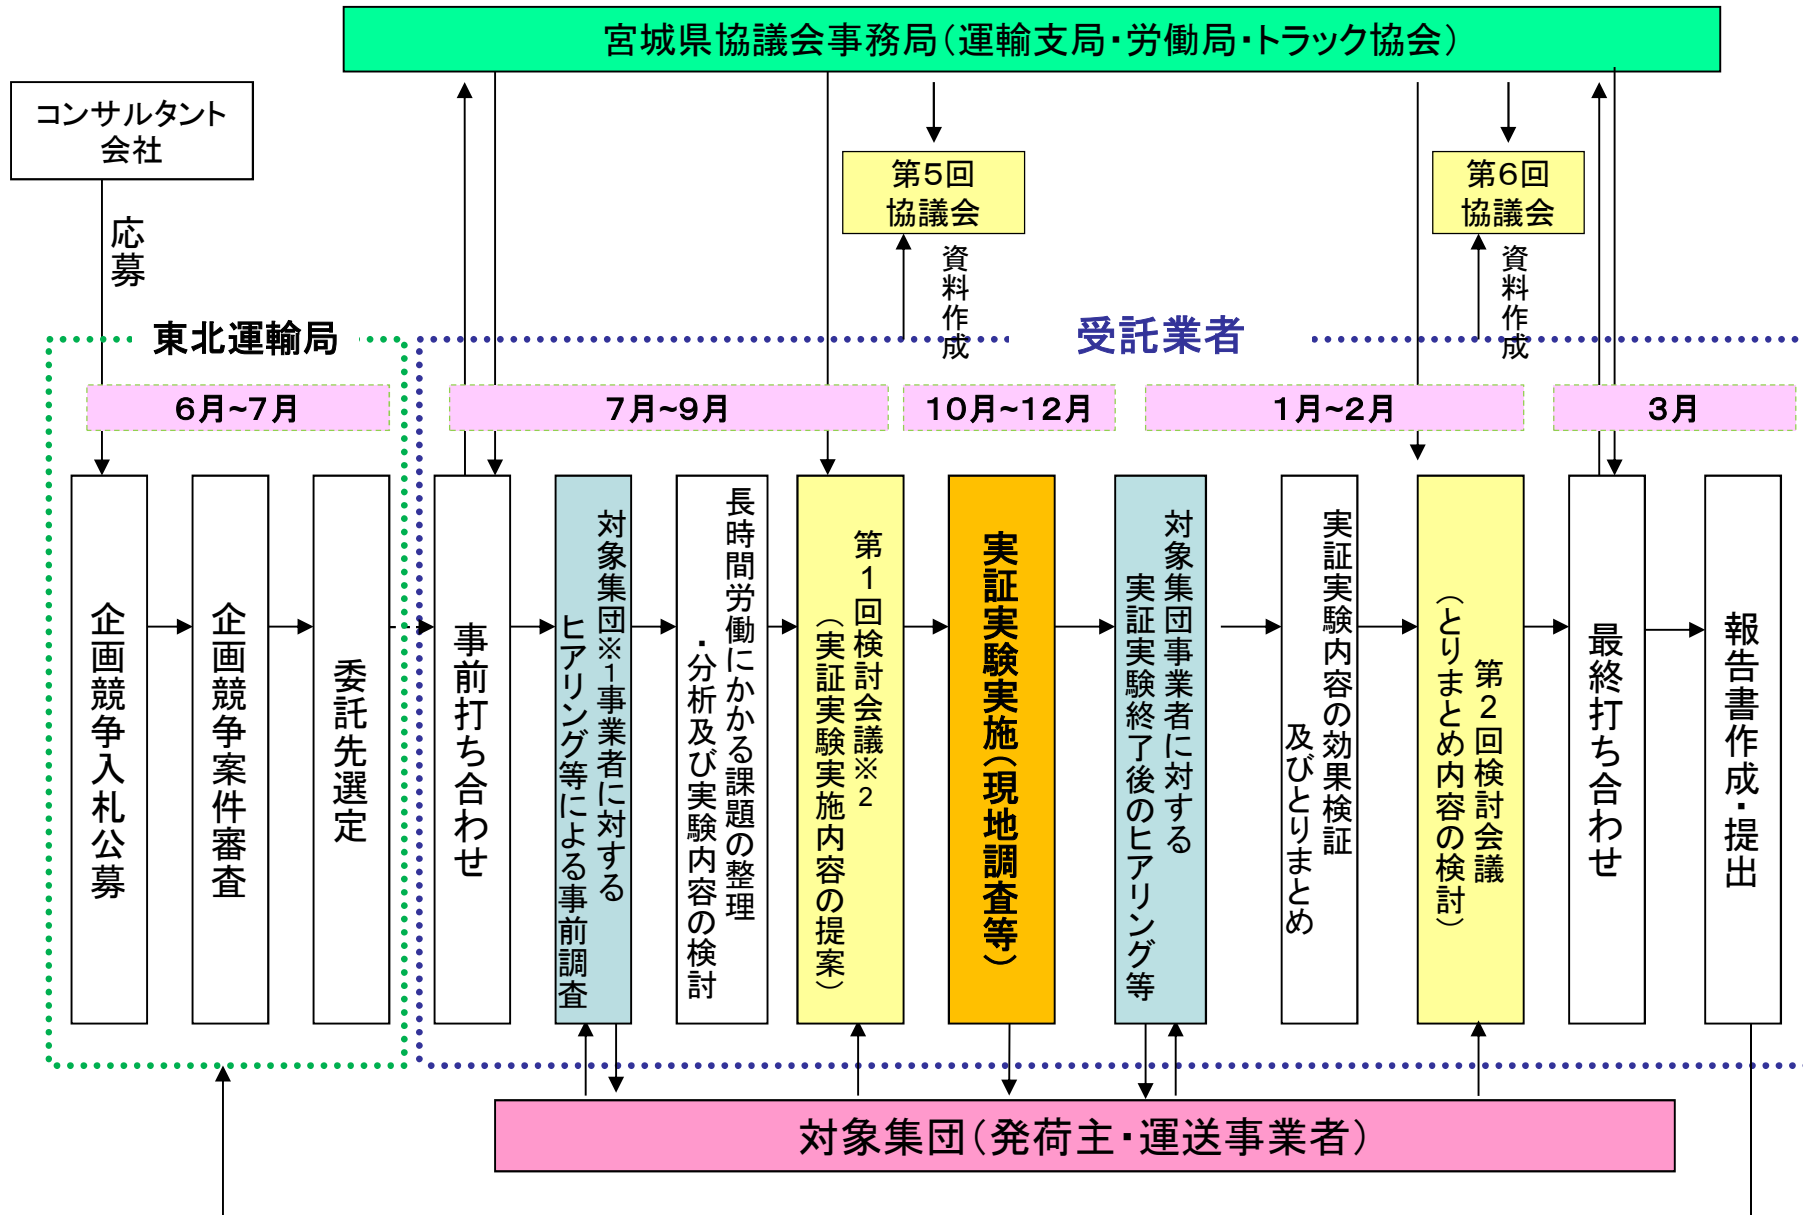 宮城県協議会事務局（運輸支局・労働局・トラック協会）
コンサルタント
会社
応募
第５回
協議会
資料作成
第６回
協議会
資料作成
東北運輸局
受託業者
６月~７月
７月~９月
１０月~１２月
１月~２月
３月
企画競争入札公募
企画競争案件審査
委託先選定
事前打ち合わせ
対象集団※１事業者に対する
ヒアリング等による事前調査
長時間労働にかかる課題の整理
・分析及び実験内容の検討
第１回検討会議※２
（実証実験実施内容の提案）
実証実験実施（現地調査等）
対象集団事業者に対する
実証実験終了後のヒアリング等
実証実験内容の効果検証
及びとりまとめ
第２回検討会議
（とりまとめ内容の検討）
最終打ち合わせ
報告書作成・提出
対象集団（発荷主・運送事業者）